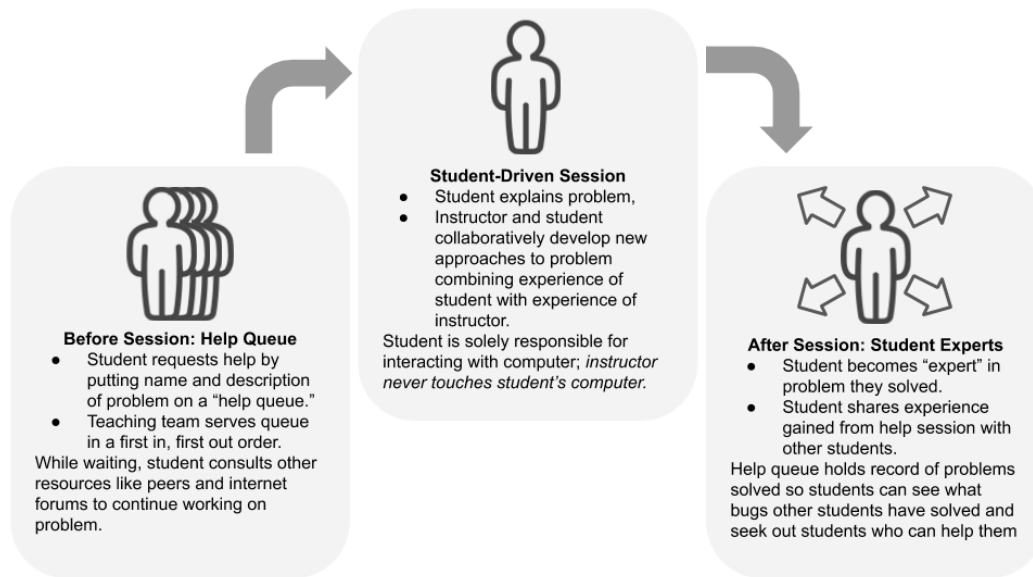 Before Session: Help Queue
● Student requests help by
putting name and description
of problem on a “help queue.”
● Teaching team serves queue
in a first in, first out order.
While waiting, student consults other
resources like peers and internet
forums to continue working on
problem.
Student-Driven Session
● Student explains problem,
● Instructor and student
collaboratively develop new
approaches to problem
combining experience of
student with experience of
instructor.
Student is solely responsible for
interacting with computer; instructor
never touches student’s computer.
After Session: Student Experts
● Student becomes “expert” in
problem they solved.
● Student shares experience
gained from help session with
other students.
Help queue holds record of problems
solved so students can see what
bugs other students have solved and
seek out students who can help them